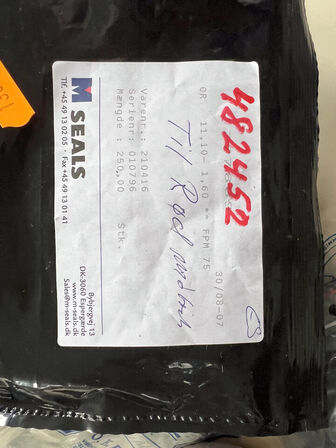 482452
OR 11,10- 1,60 ** FPM 75
30/08-07
Til Rød
Varenr.: 210416
Serienr: 010796
Mængde : 250,00 Stk.
M SEALS
Bybjergvej 13
DK-3060 Espergærde
www.m-seals.dk
Sales@m-seals.dk
Tlf. +45 49 13 02 05 · Fax +45 49 13 01 41